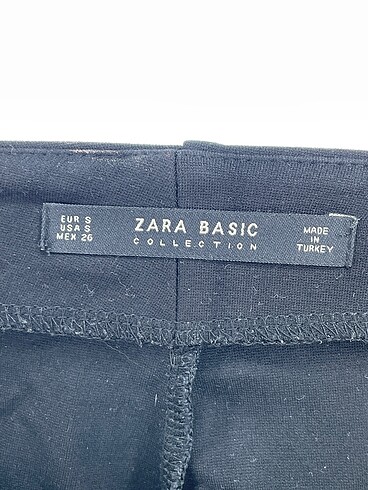 EUR S
USA S
MEX 26
ZARA BASIC
COLLECTION
MADE
IN
TURKEY